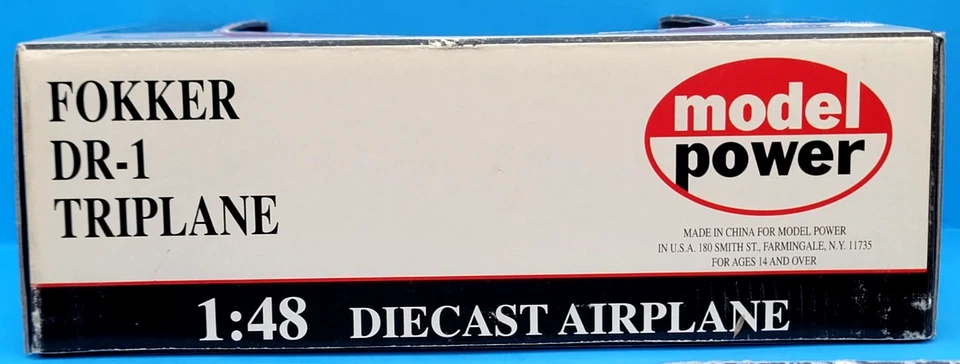 FOKKER
DR-1
TRIPLANE
model
power
MADE IN CHINA FOR MODEL POWER
IN U.S.A. 180 SMITH ST., FARMINGALE, N.Y. 11735
FOR AGES 14 AND OVER
1:48 DIECAST AIRPLANE